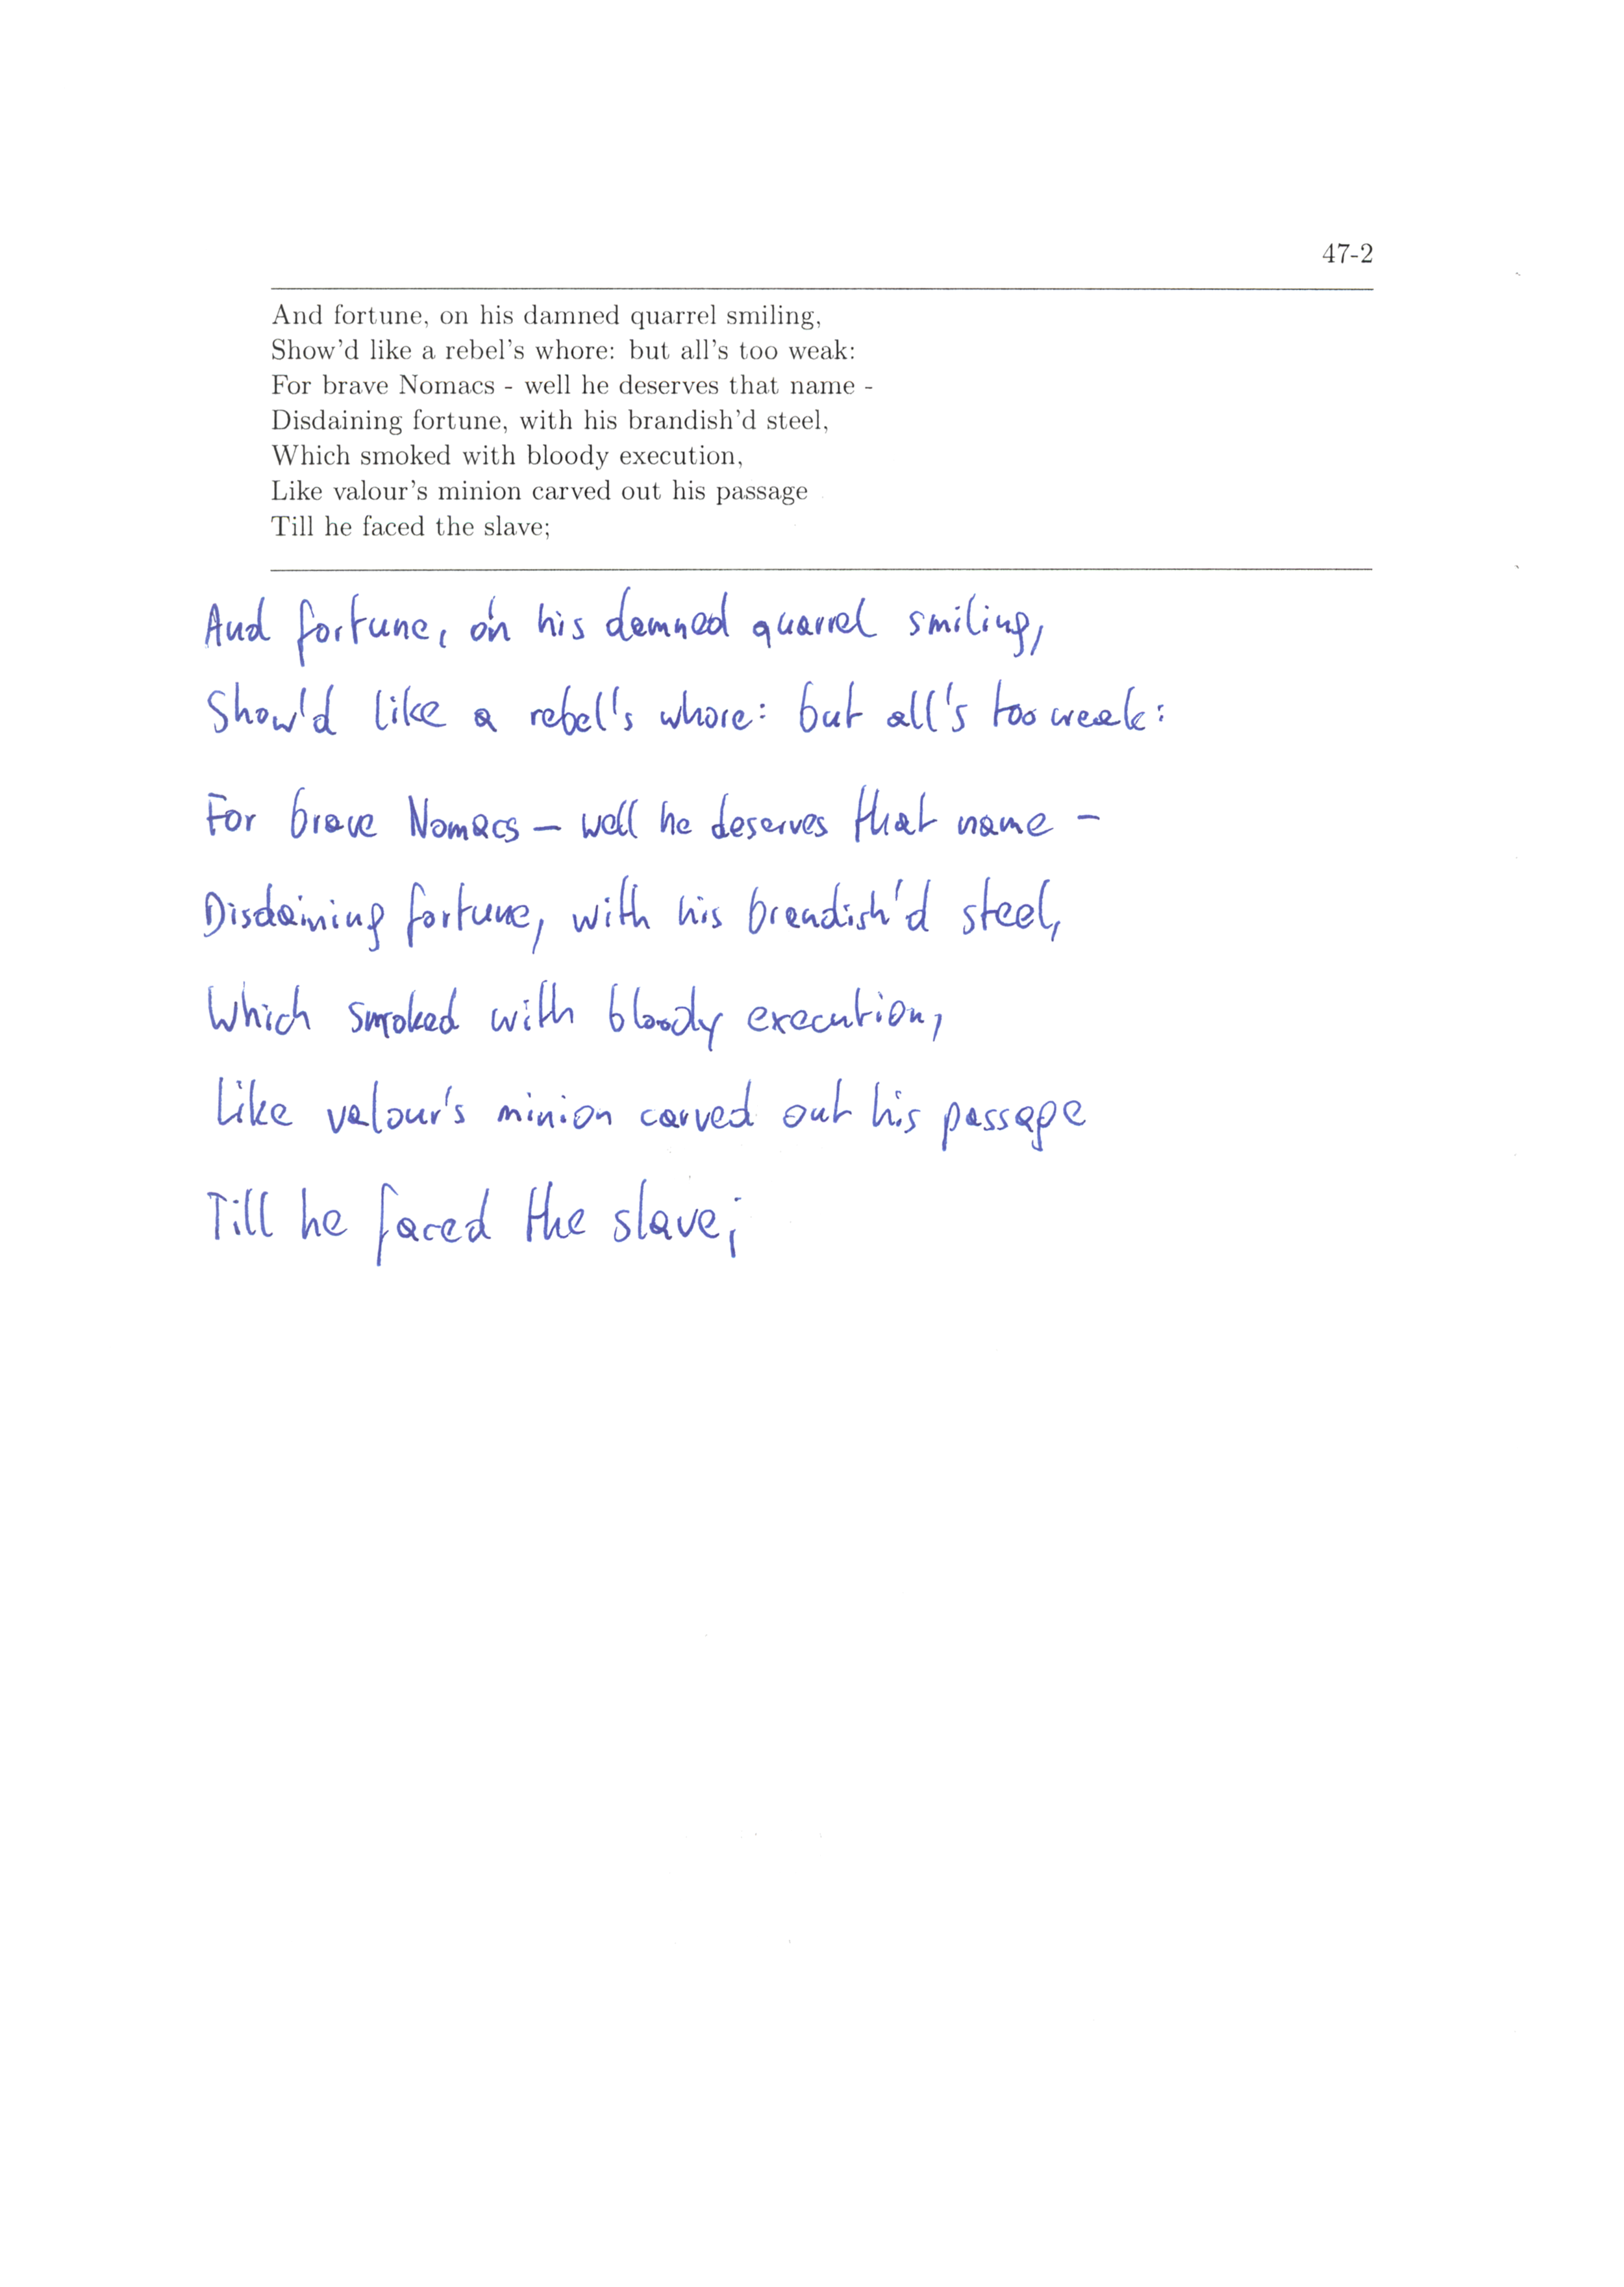 47-2
And fortune, on his damned quarrel smiling,
Show'd like a rebel's whore: but all's too weak:
For brave Nomacs - well he deserves that name -
Disdaining fortune, with his brandish'd steel,
Which smoked with bloody execution,
Like valour's minion carved out his passage
Till he faced the slave;
And fortune, on his damned quarrel smiling,
Show'd like a rebel's whore: but all's too weak:
For brave Nomacs – well he deserves that name –
Disdaining fortune, with his brandish'd steel,
Which smoked with bloody execution,
Like valour's minion carved out his passage
Till he faced the slave;